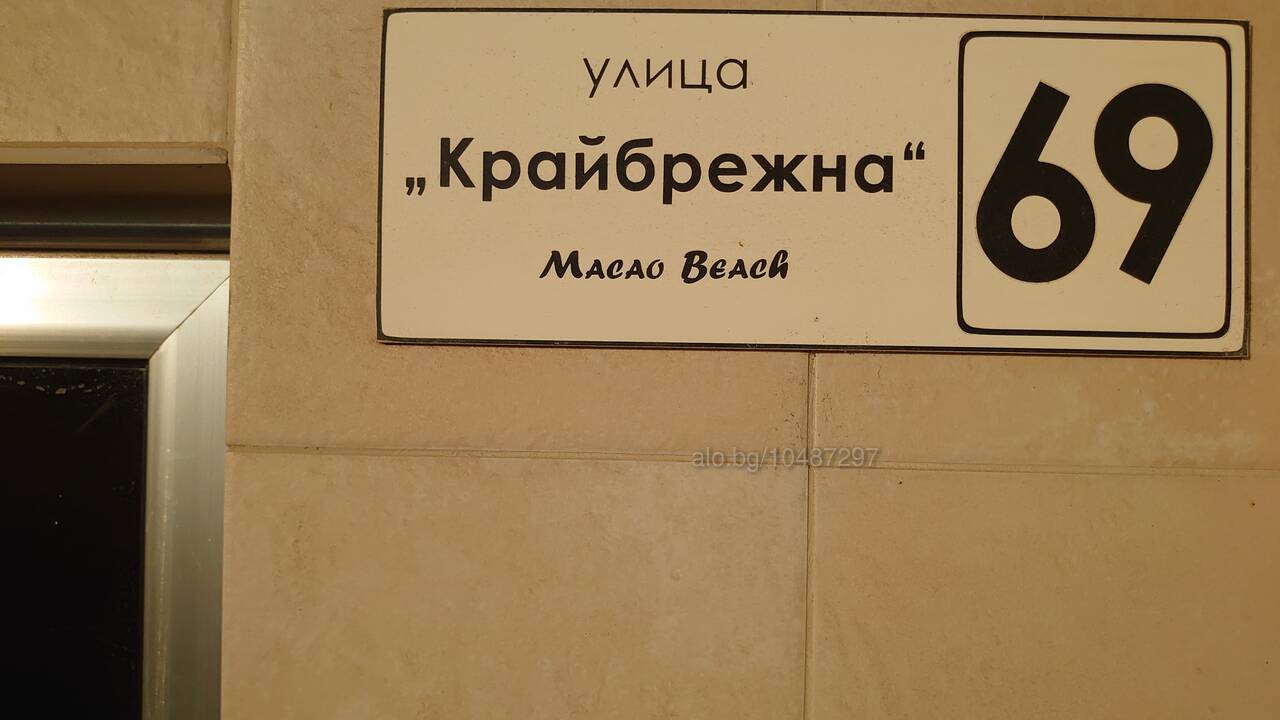 улица
„Крайбрежна“
Macao Beach
69
alo.bg/10487297